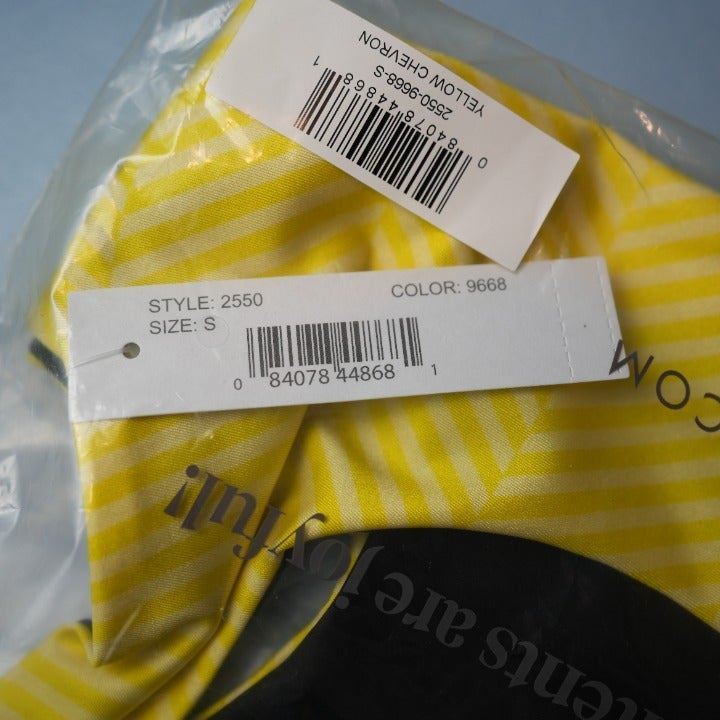 YELLOW CHEVRON
2550-9668-S
0 84078 44868 1
STYLE: 2550
COLOR: 9668
SIZE: S
0 84078 44868 1
COM
are joyful!